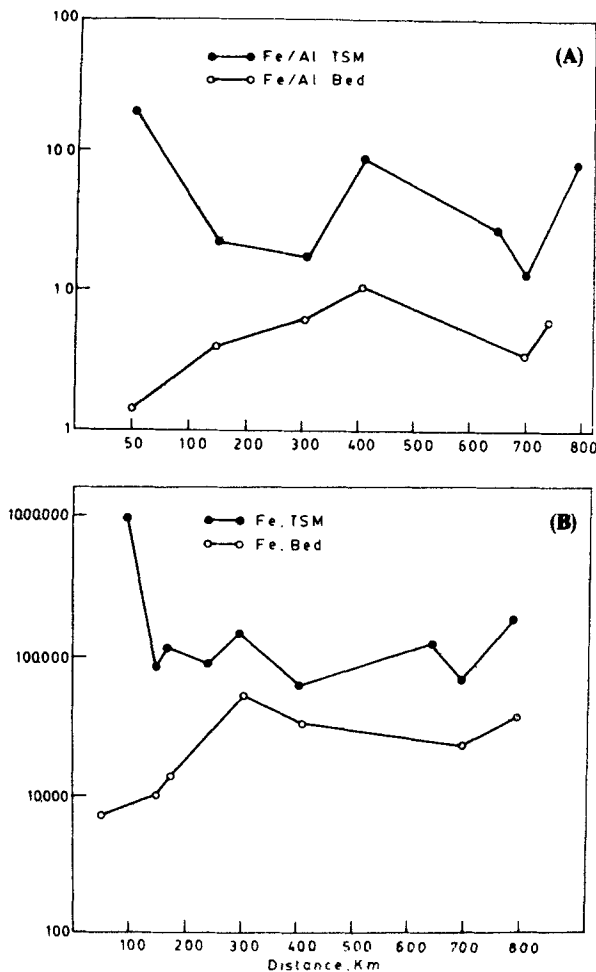 100
(A)
Fe/Al TSM
Fe/Al Bed
10 0
1 0
1
50 100 200 300 400 500 600 700 800
1000,000
(B)
Fe, TSM
Fe, Bed
100,000
10,000
100
100 200 300 400 500 600 700 800
Distance, Km